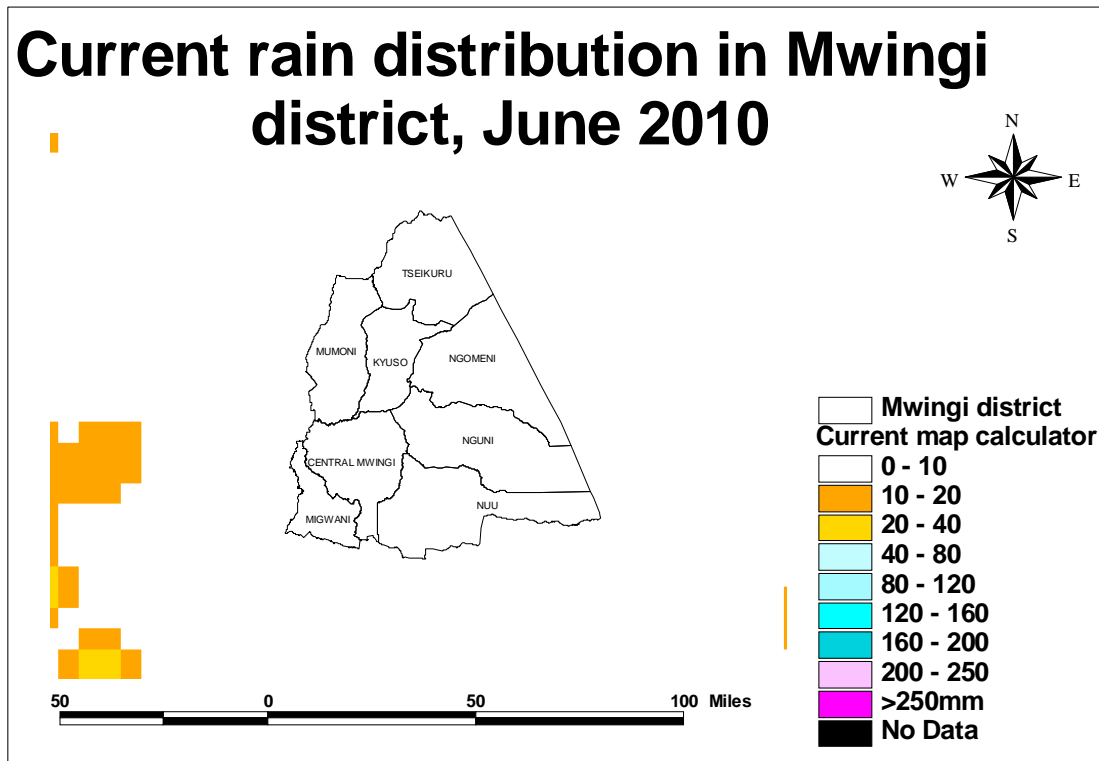 Current rain distribution in Mwingi
district, June 2010
N
W
E
S
TSEIKURU
MUMONI
KYUSO
NGOMENI
NGUNI
CENTRAL MWINGI
NUU
MIGWANI
Mwingi district
Current map calculator
0 - 10
10 - 20
20 - 40
40 - 80
80 - 120
120 - 160
160 - 200
200 - 250
>250mm
No Data
50 0 50 100 Miles